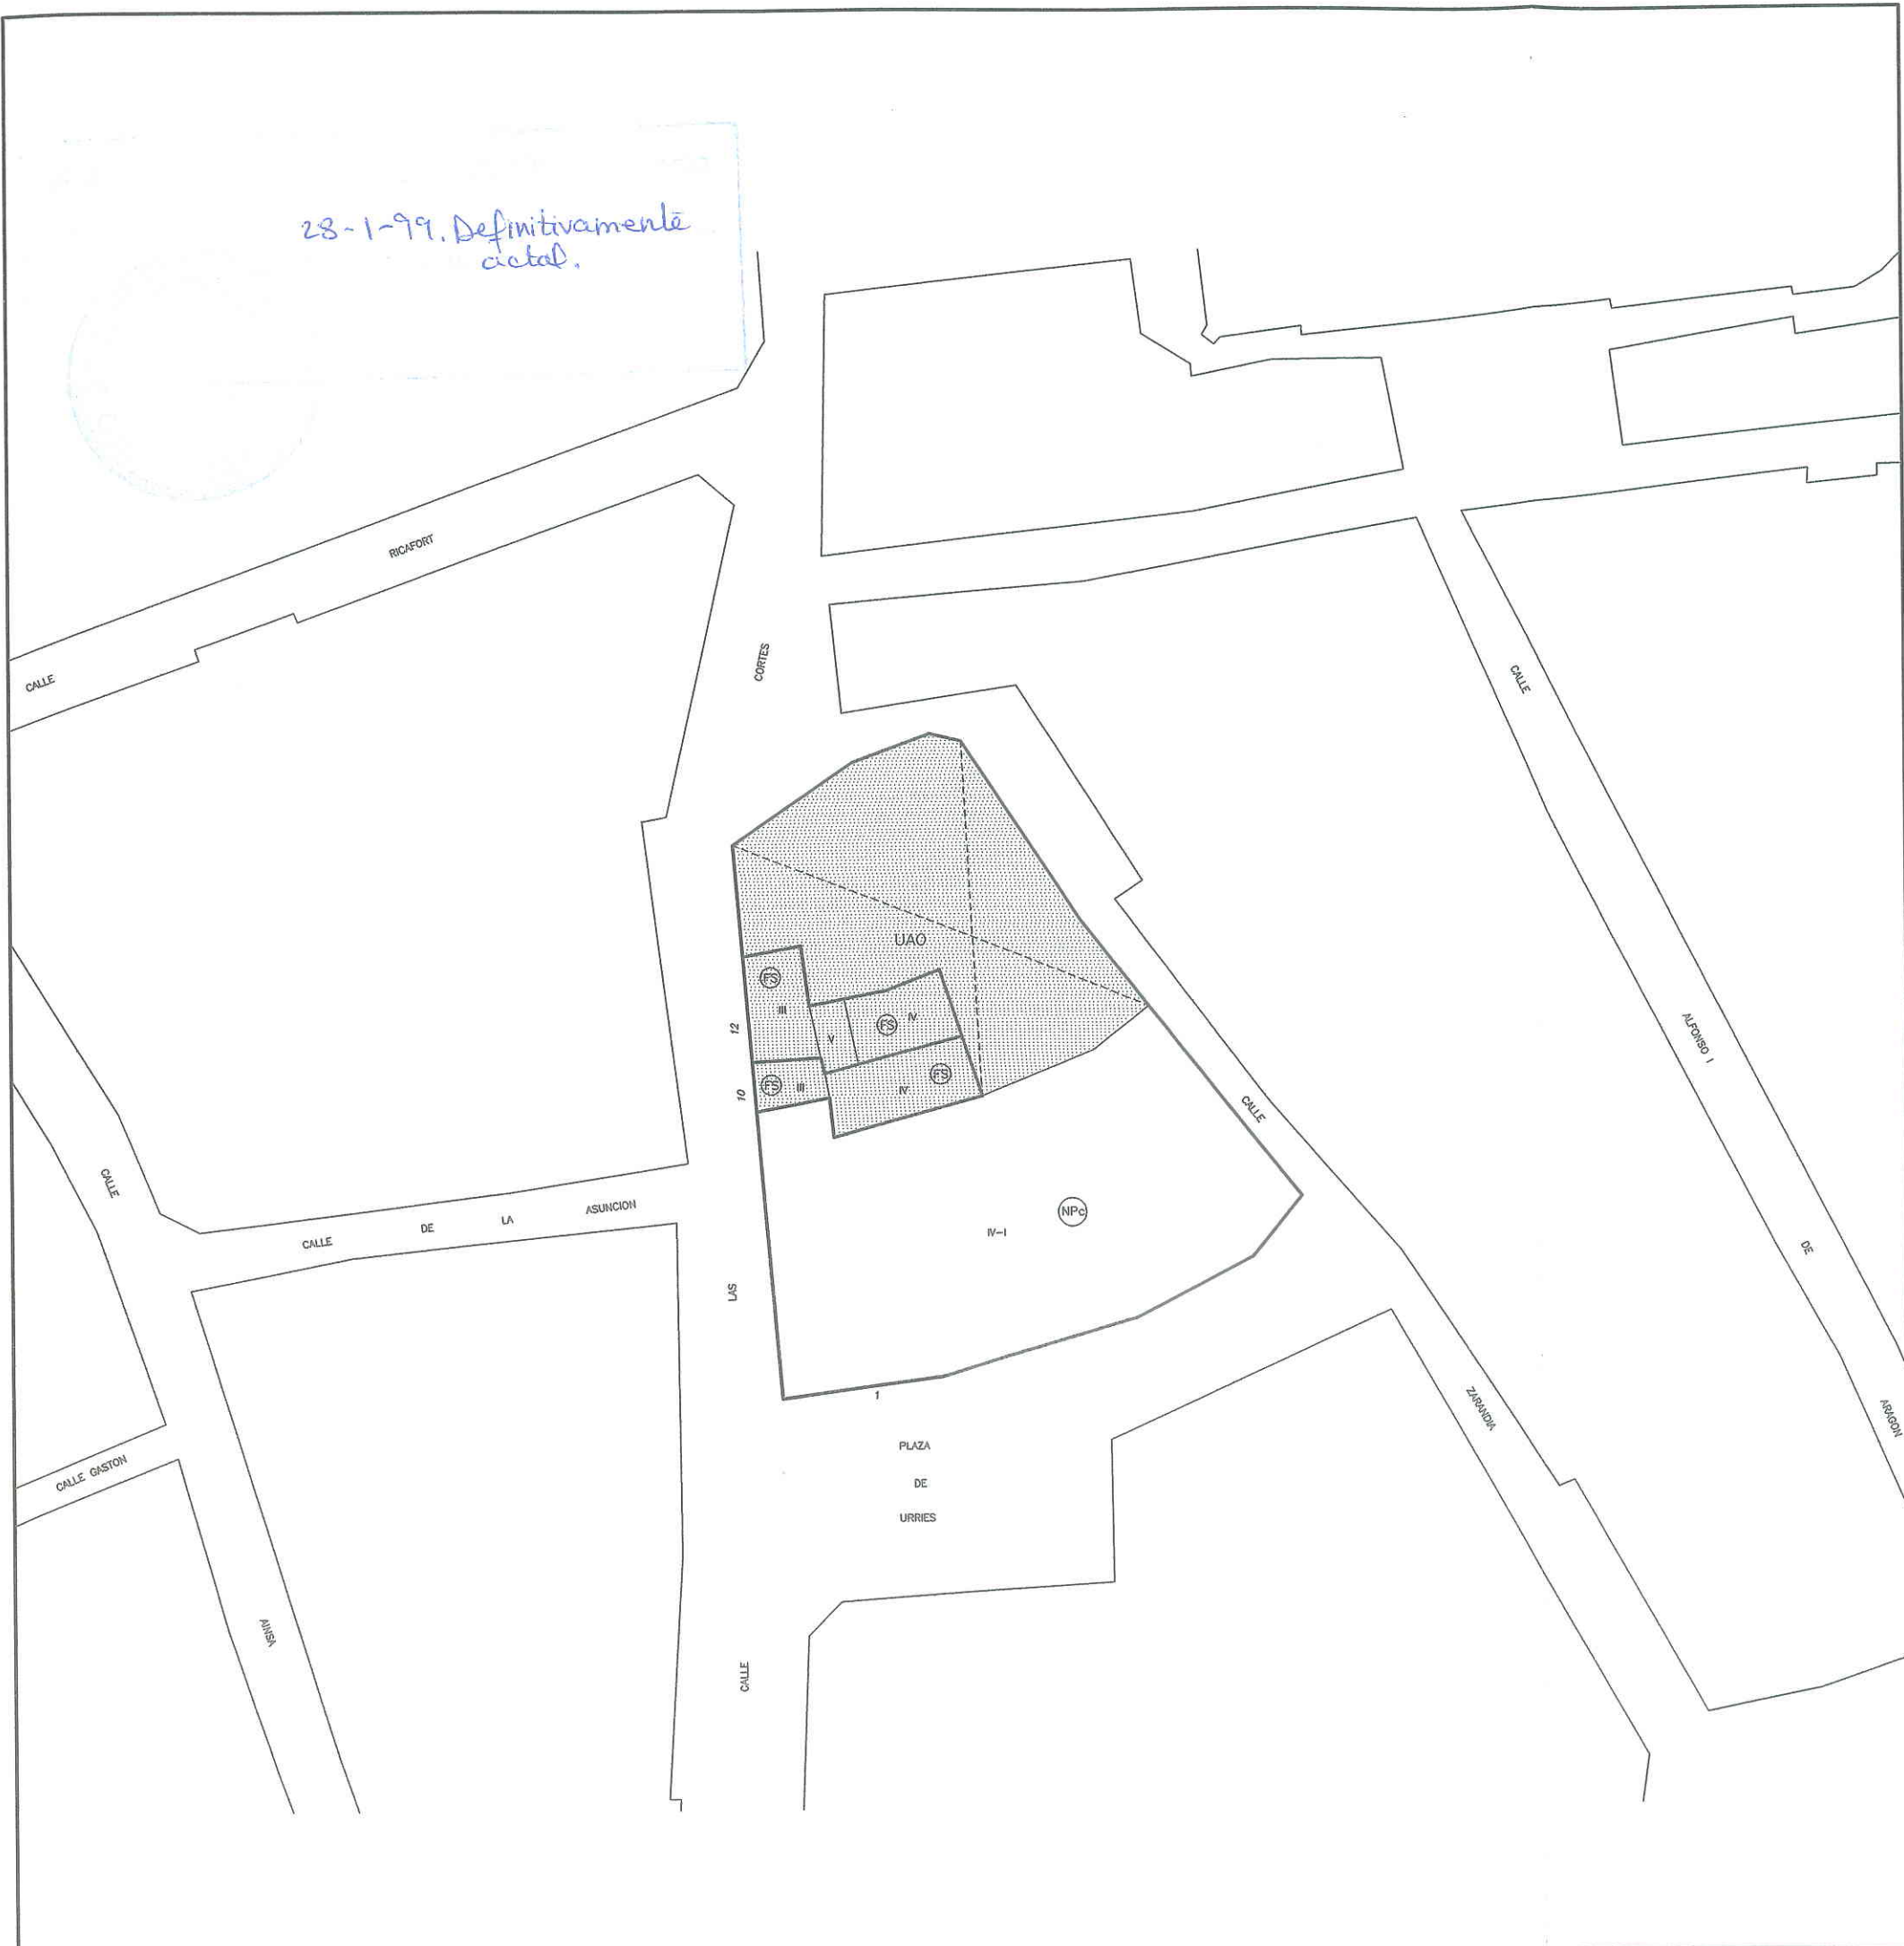 28-1-99. Definitivamente
CALLE RICAFORT
CORTES
UAO
FS
III
12
V
FS IV
FS III
10
IV FS
CALLE
ALFONSO I
DE
ARAGON
CALLE
ZARANDIA
CALLE
AINSA
CALLE DE LA ASUNCION
IV-I NPc
LAS
1
PLAZA
DE
URRIES
CALLE GASTON
CALLE